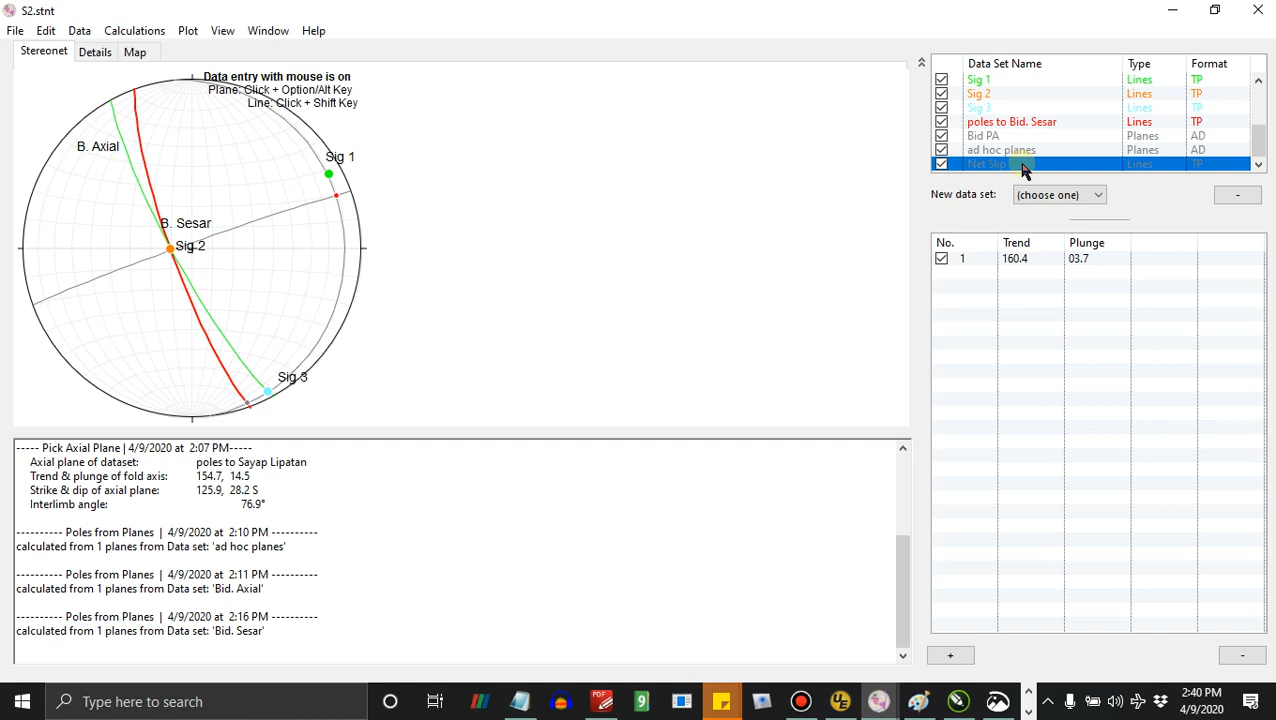 S2.stnt
File Edit Data Calculations Plot View Window Help
Stereonet Details Map
Data entry with mouse is on
Plane: Click + Option/Alt Key
Line: Click + Shift Key
B. Axial
Sig 1
B. Sesar
Sig 2
Sig 3
Data Set Name Type Format
Sig 1 Lines TP
Sig 2 Lines TP
Sig 3 Lines TP
poles to Bid. Sesar Lines TP
Bid PA Planes AD
ad hoc planes Planes AD
Net Slip Lines TP
New data set: (choose one) -
No. Trend Plunge
1 160.4 03.7
+ -
----- Pick Axial Plane | 4/9/2020 at 2:07 PM-----
Axial plane of dataset: poles to Sayap Lipatan
Trend & plunge of fold axis: 154.7, 14.5
Strike & dip of axial plane: 125.9, 28.2 S
Interlimb angle: 76.9°
---------- Poles from Planes | 4/9/2020 at 2:10 PM ----------
calculated from 1 planes from Data set: 'ad hoc planes'
---------- Poles from Planes | 4/9/2020 at 2:11 PM ----------
calculated from 1 planes from Data set: 'Bid. Axial'
---------- Poles from Planes | 4/9/2020 at 2:16 PM ----------
calculated from 1 planes from Data set: 'Bid. Sesar'
Type here to search
2:40 PM
4/9/2020